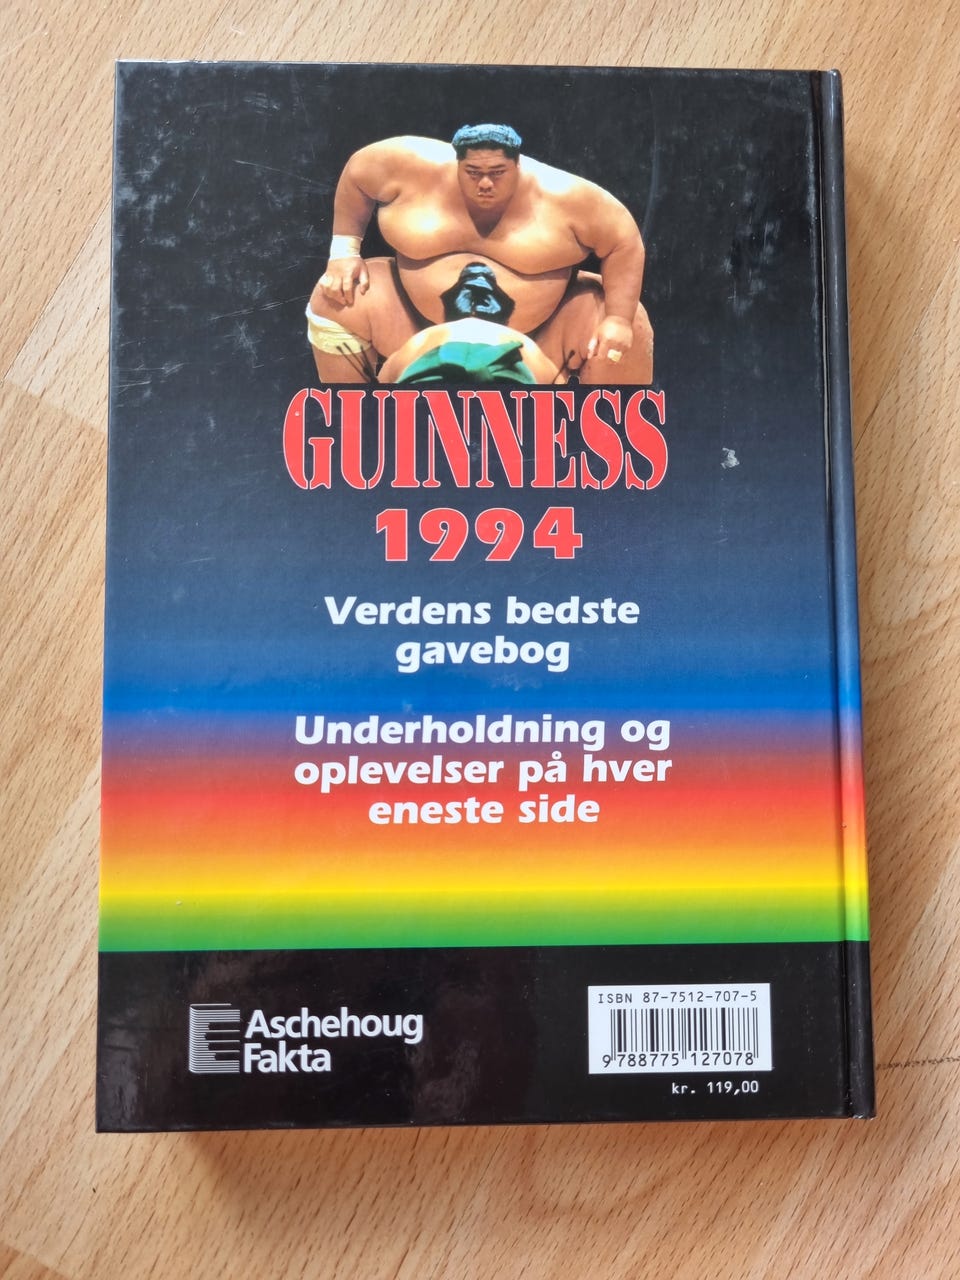 GUINNESS
1994
Verdens bedste
gavebog
Underholdning og
oplevelser på hver
eneste side
Aschehoug
Fakta
ISBN 87-7512-707-5
9 788775 127078
kr. 119,00